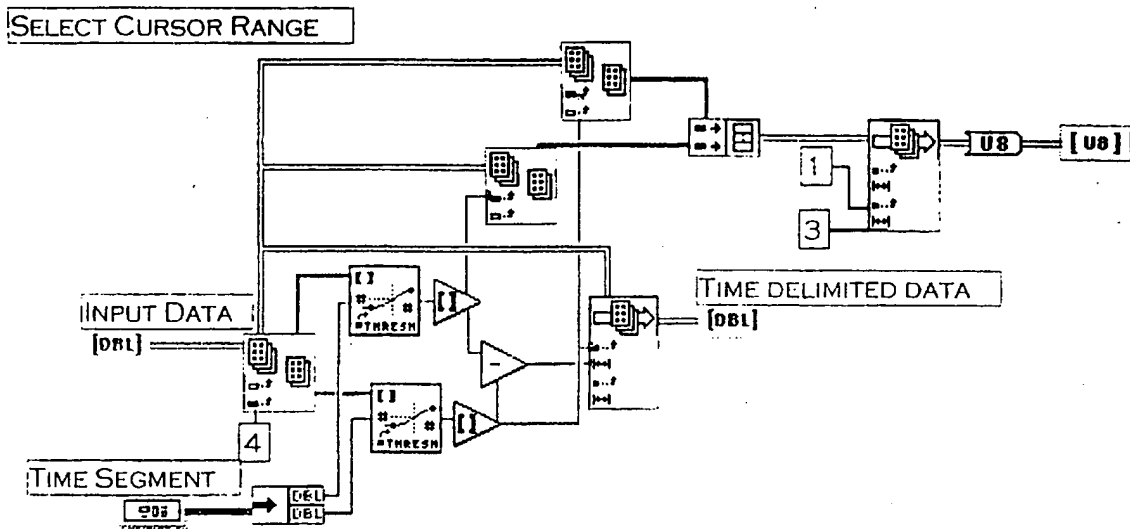 SELECT CURSOR RANGE
1
U8
[U8]
3
[ ]
#
#
THRESH
[ ]
TIME DELIMITED DATA
[DBL]
INPUT DATA
[DBL]
-
[ ]
#
#
THRESH
[ ]
4
TIME SEGMENT
DBL
DBL